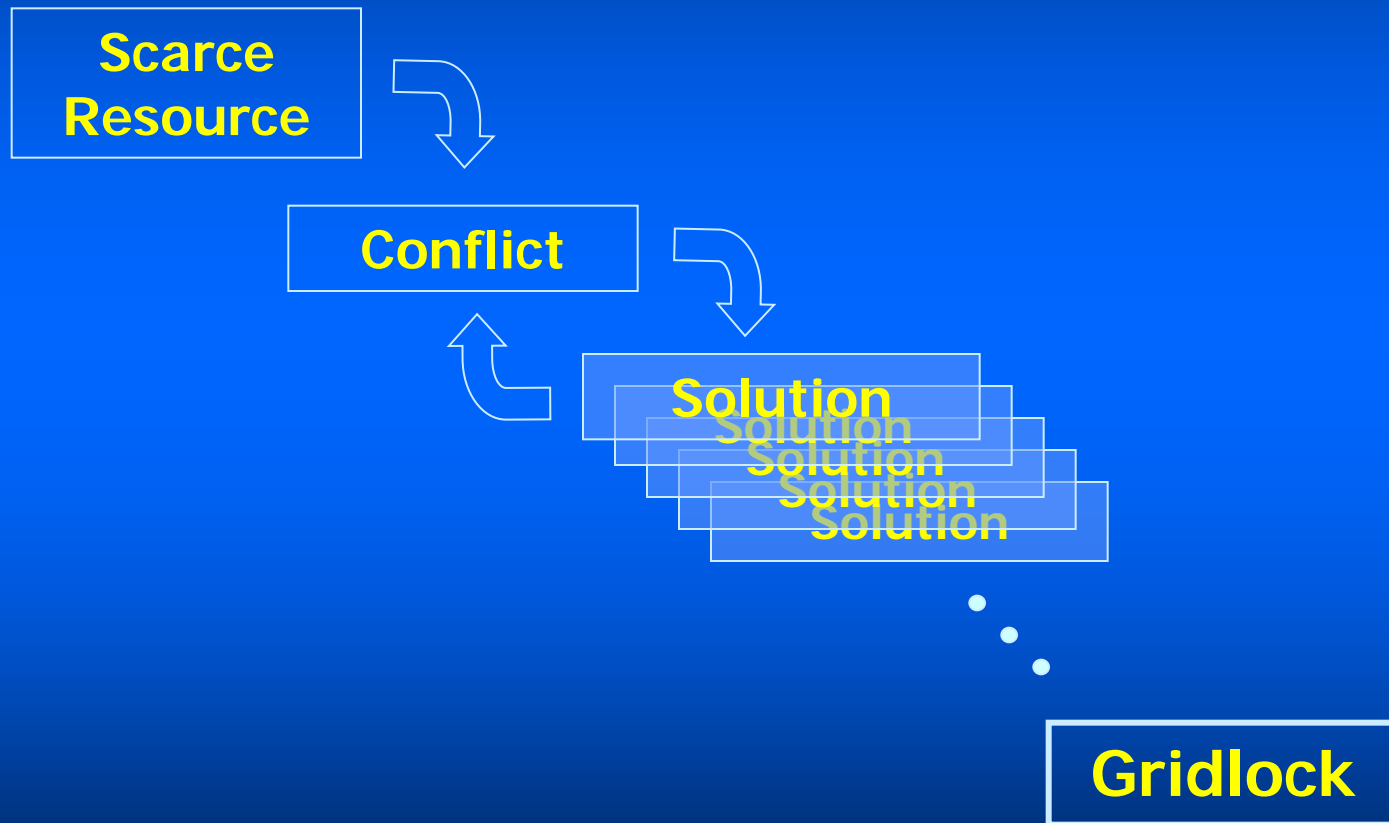 Scarce
Resource
Conflict
Solution
Solution
Solution
Solution
Solution
Gridlock